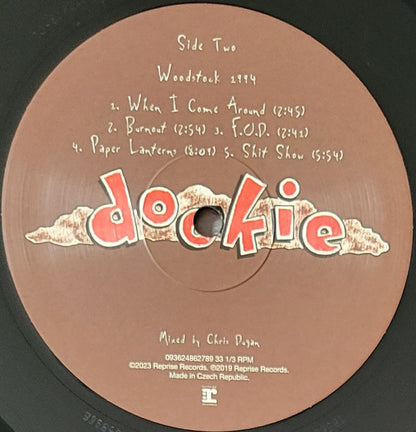 Side Two
Woodstock 1994
1. When I Come Around (2:45)
2. Burnout (2:54) 3. F.O.D. (2:41)
4. Paper Lanterns (8:09) 5. Shit Show (5:54)
dookie
Mixed by Chris Dugan
093624862789 33 1/3 RPM
©2023 Reprise Records. ℗2019 Reprise Records.
Made in Czech Republic.